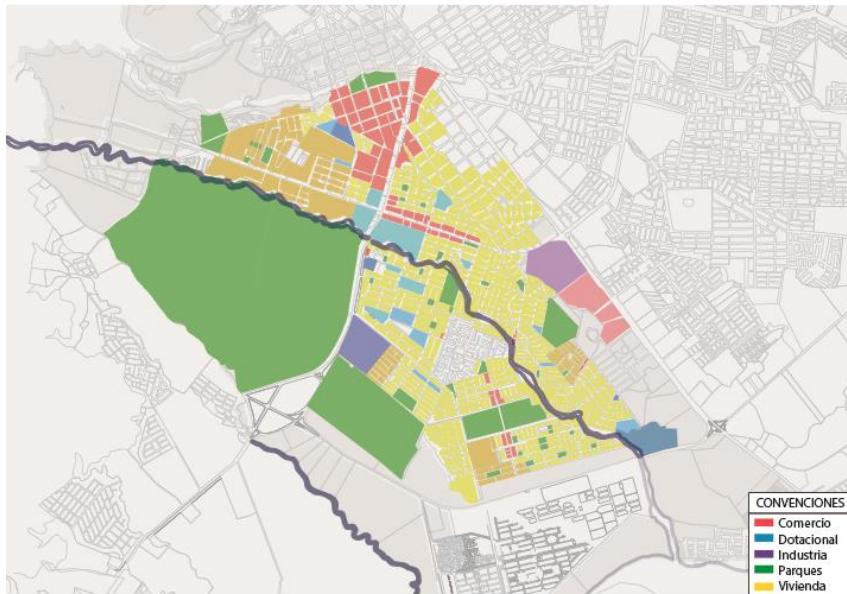 CONVENCIONES
Comercio
Dotacional
Industria
Parques
Vivienda